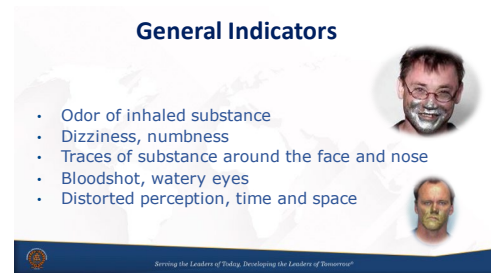 General Indicators
• Odor of inhaled substance
• Dizziness, numbness
• Traces of substance around the face and nose
• Bloodshot, watery eyes
• Distorted perception, time and space
Serving the Leaders of Today, Developing the Leaders of Tomorrow®